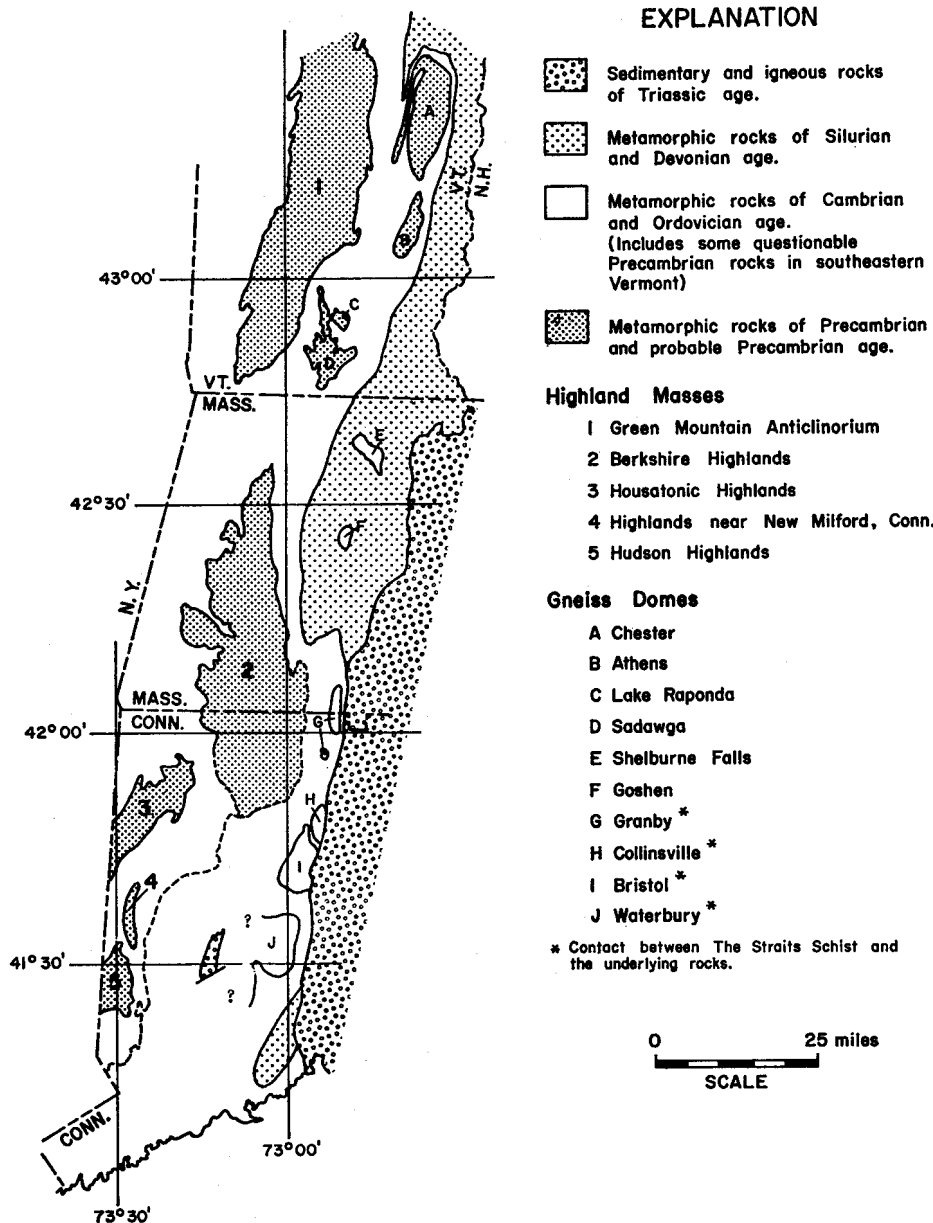 EXPLANATION
Sedimentary and igneous rocks
of Triassic age.
Metamorphic rocks of Silurian
and Devonian age.
Metamorphic rocks of Cambrian
and Ordovician age.
(Includes some questionable
Precambrian rocks in southeastern
Vermont)
Metamorphic rocks of Precambrian
and probable Precambrian age.
Highland Masses
1 Green Mountain Anticlinorium
2 Berkshire Highlands
3 Housatonic Highlands
4 Highlands near New Milford, Conn.
5 Hudson Highlands
Gneiss Domes
A Chester
B Athens
C Lake Raponda
D Sadawga
E Shelburne Falls
F Goshen
G Granby *
H Collinsville *
I Bristol *
J Waterbury *
* Contact between The Straits Schist and
the underlying rocks.
0 25 miles
SCALE
A
1
VT.
N.H.
B
43°00'
C
D
VT.
MASS.
E
42°30'
F
N.Y.
2
MASS.
CONN.
G
42°00'
3
H
I
4
?
J
41°30'
5
?
CONN.
73°00'
73°30'